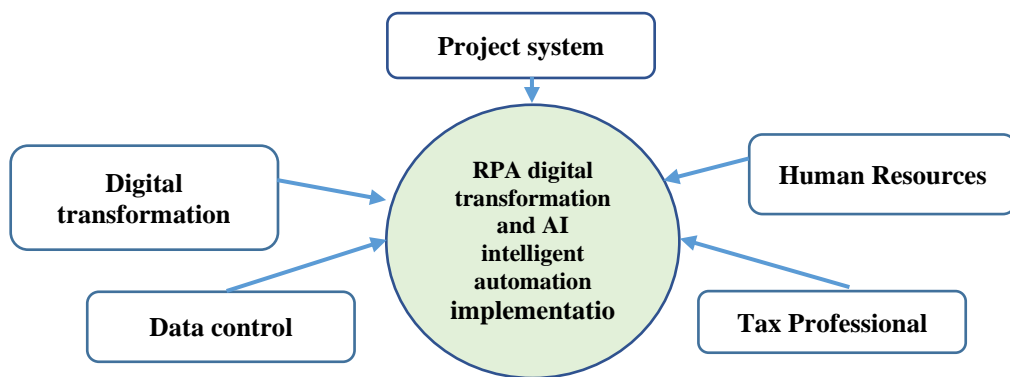 Project system
Digital
transformation
RPA digital
transformation
and AI
intelligent
automation
implementatio
Human Resources
Data control
Tax Professional